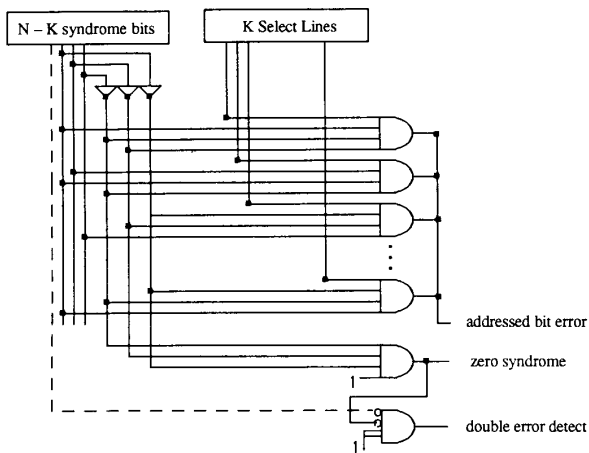 N – K syndrome bits
K Select Lines
addressed bit error
zero syndrome
1
double error detect
1